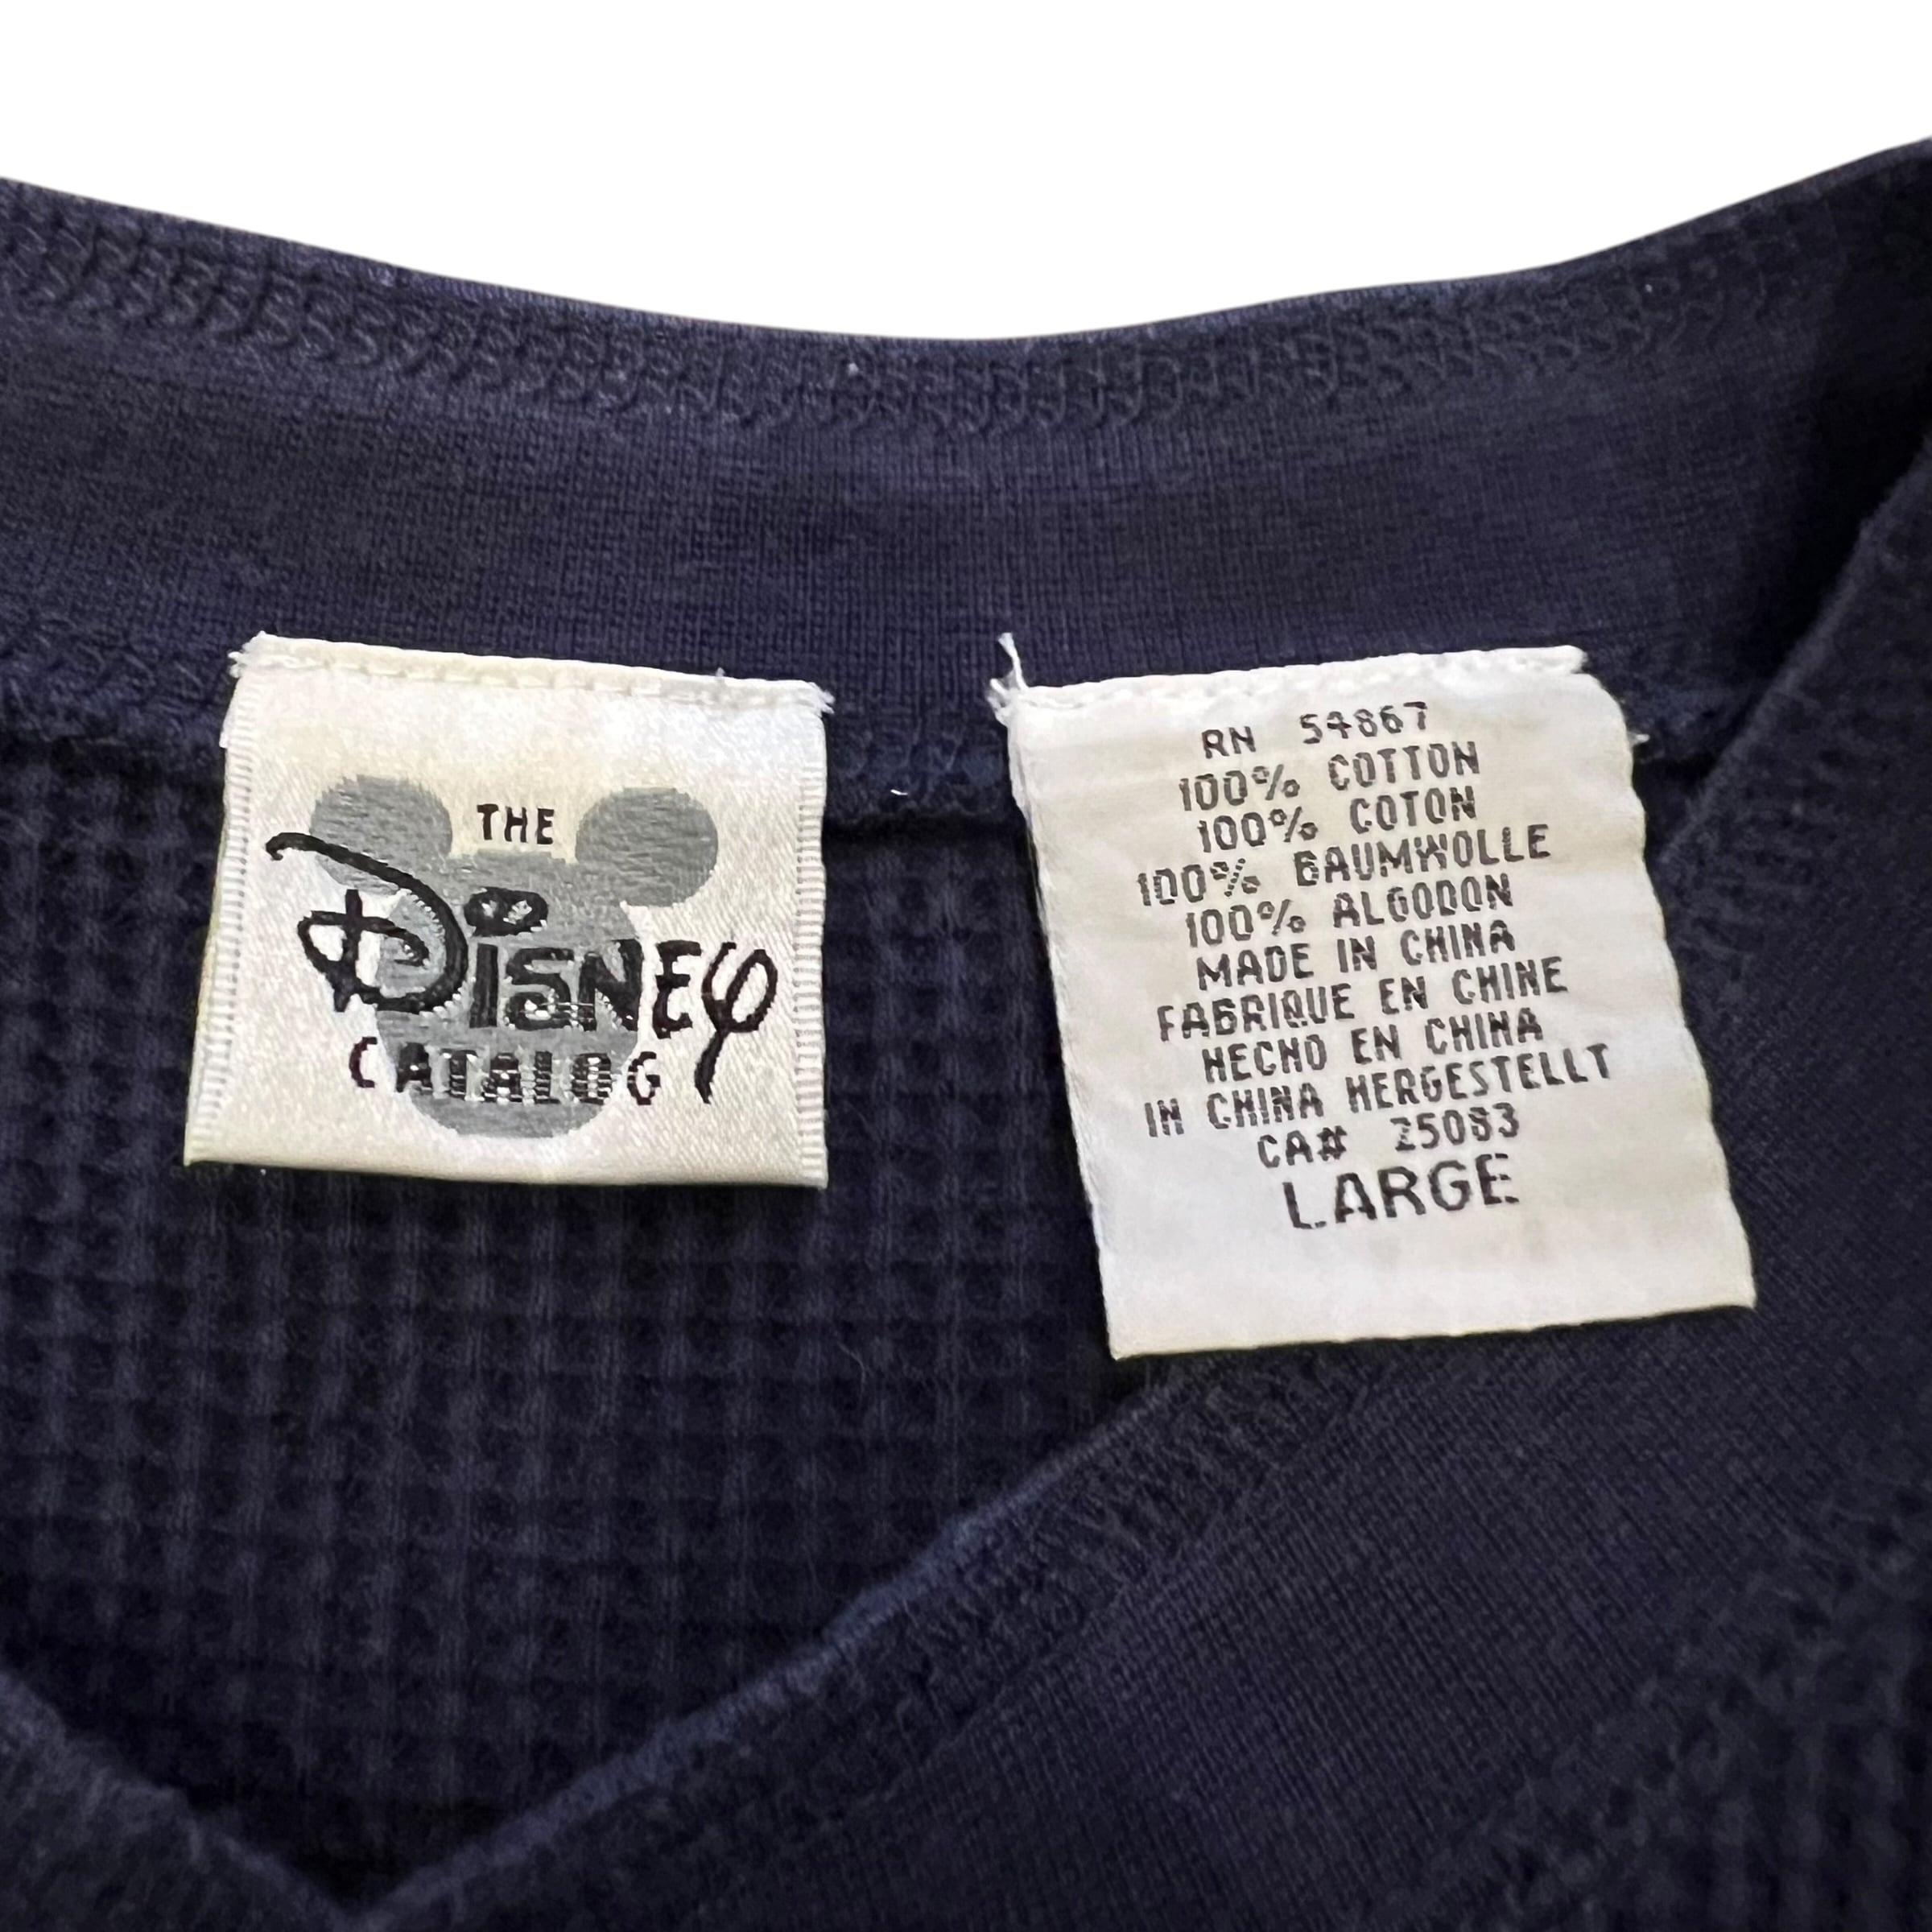 THE
DISNEY
CATALOG
RN 54867
100% COTTON
100% COTON
100% BAUMWOLLE
100% ALGODON
MADE IN CHINA
FABRIQUE EN CHINE
HECHO EN CHINA
IN CHINA HERGESTELLT
CA# 25083
LARGE